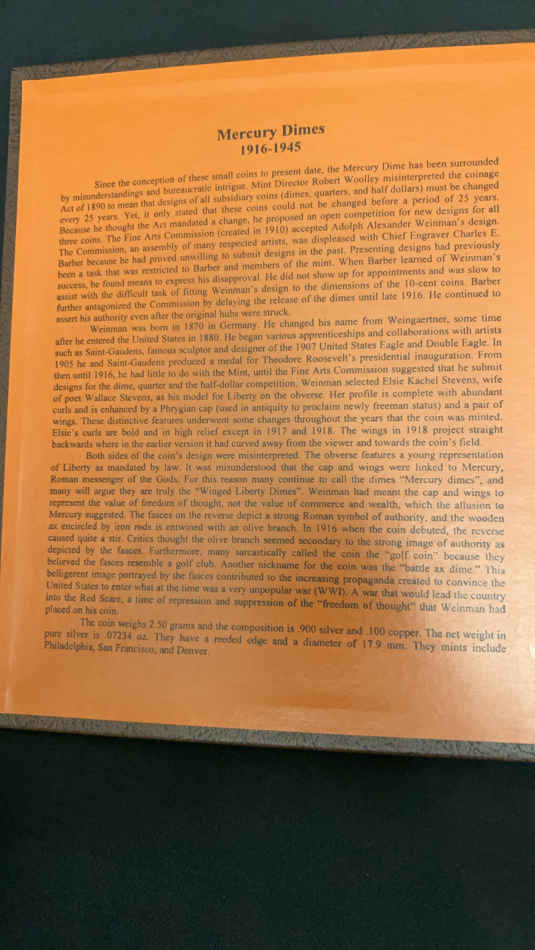 Mercury Dimes
1916-1945
Since the conception of these small coins to present date, the Mercury Dime has been surrounded
by misunderstandings and bureaucratic intrigue. Mint Director Robert Woolley misinterpreted the coinage
Act of 1890 to mean that designs of all subsidiary coins (dimes, quarters, and half dollars) must be changed
every 25 years. Yet, it only stated that these coins could not be changed before a period of 25 years.
Because he thought the Act mandated a change, he proposed an open competition for new designs for all
three coins. The Fine Arts Commission (created in 1910) accepted Adolph Alexander Weinman's design.
The Commission, an assembly of many respected artists, was displeased with Chief Engraver Charles E.
Barber because he had proved unwilling to submit designs in the past. Presenting designs had previously
been a task that was restricted to Barber and members of the mint. When Barber learned of Weinman's
success, he found means to express his disapproval. He did not show up for appointments and was slow to
assist with the difficult task of fitting Weinman's design to the dimensions of the 10-cent coins. Barber
further antagonized the Commission by delaying the release of the dimes until late 1916. He continued to
assert his authority even after the original hubs were struck.
Weinman was born in 1870 in Germany. He changed his name from Weingaertner, some time
after he entered the United States in 1880. He began various apprenticeships and collaborations with artists
such as Saint-Gaudens, famous sculptor and designer of the 1907 United States Eagle and Double Eagle. In
1905 he and Saint-Gaudens produced a medal for Theodore Roosevelt's presidential inauguration. From
then until 1916, he had little to do with the Mint, until the Fine Arts Commission suggested that he submit
designs for the dime, quarter and the half-dollar competition. Weinman selected Elsie Kachel Stevens, wife
of poet Wallace Stevens, as his model for Liberty on the obverse. Her profile is complete with abundant
curls and is enhanced by a Phrygian cap (used in antiquity to proclaim newly freeman status) and a pair of
wings. These distinctive features underwent some changes throughout the years that the coin was minted.
Elsie's curls are bold and in high relief except in 1917 and 1918. The wings in 1918 project straight
backwards where in the earlier version it had curved away from the viewer and towards the coin's field.
Both sides of the coin's design were misinterpreted. The obverse features a young representation
of Liberty as mandated by law. It was misunderstood that the cap and wings were linked to Mercury,
Roman messenger of the Gods. For this reason many continue to call the dimes "Mercury dimes", and
many will argue they are truly the "Winged Liberty Dimes". Weinman had meant the cap and wings to
represent the value of freedom of thought, not the value of commerce and wealth, which the allusion to
Mercury suggested. The fasces on the reverse depict a strong Roman symbol of authority, and the wooden
ax encircled by iron rods is entwined with an olive branch. In 1916 when the coin debuted, the reverse
caused quite a stir. Critics thought the olive branch seemed secondary to the strong image of authority as
depicted by the fasces. Furthermore, many sarcastically called the coin the "golf coin" because they
believed the fasces resemble a golf club. Another nickname for the coin was the "battle ax dime." This
belligerent image portrayed by the fasces contributed to the increasing propaganda created to convince the
United States to enter what at the time was a very unpopular war (WWI). A war that would lead the country
into the Red Scare, a time of repression and suppression of the "freedom of thought" that Weinman had
placed on his coin.
The coin weighs 2.50 grams and the composition is .900 silver and .100 copper. The net weight in
pure silver is .07234 oz. They have a reeded edge and a diameter of 17.9 mm. They mints include
Philadelphia, San Francisco, and Denver.